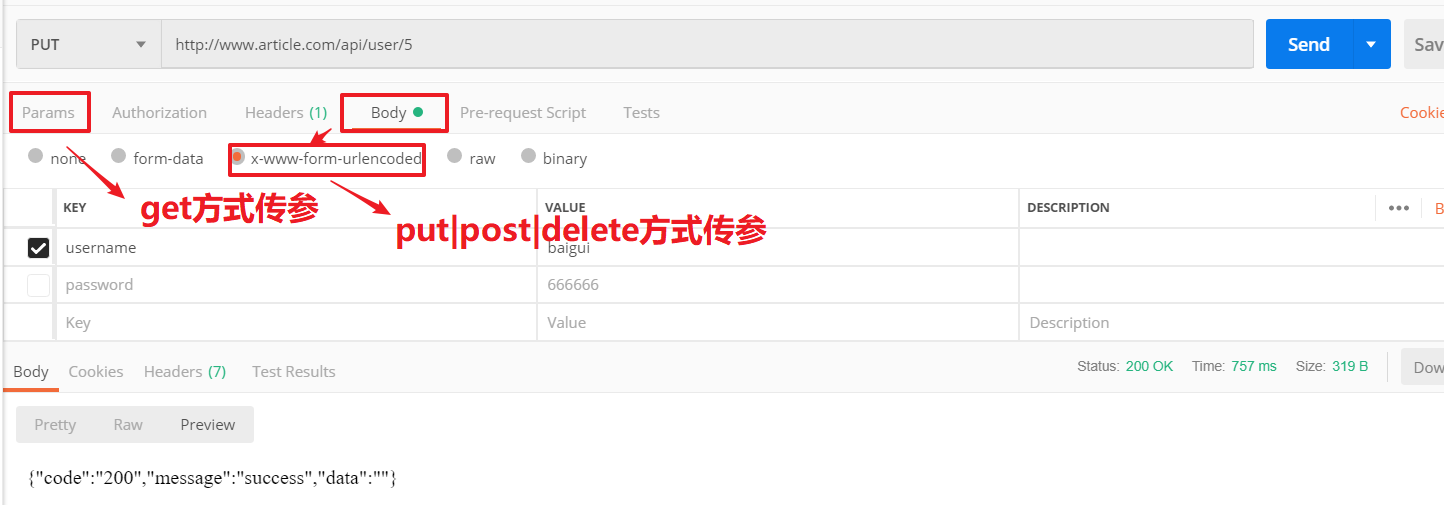 PUT http://www.article.com/api/user/5 Send Sav
Params Authorization Headers (1) Body Pre-request Script Tests Cookie
none form-data x-www-form-urlencoded raw binary
get方式传参
put|post|delete方式传参
KEY VALUE DESCRIPTION ••• B
username baigui
password 666666
Key Value Description
Body Cookies Headers (7) Test Results Status: 200 OK Time: 757 ms Size: 319 B Dow
Pretty Raw Preview
{"code":"200","message":"success","data":""}